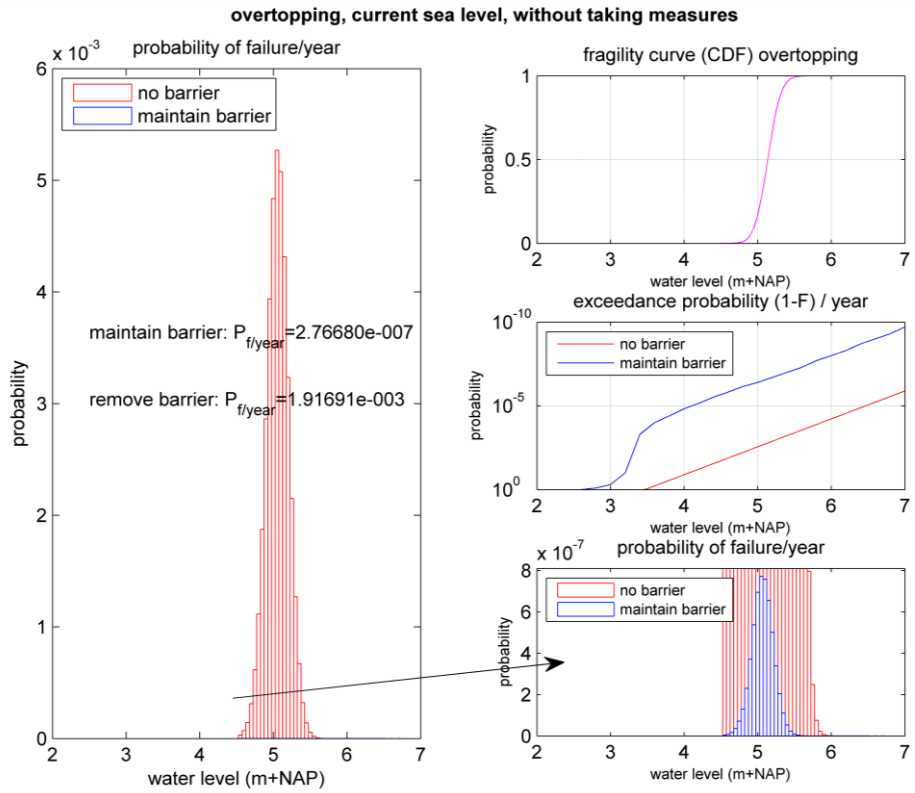 overtopping, current sea level, without taking measures
probability of failure/year
x 10^-3
6
5
4
3
2
1
0
probability
no barrier
maintain barrier
maintain barrier: P_f/year=2.76680e-007
remove barrier: P_f/year=1.91691e-003
2 3 4 5 6 7
water level (m+NAP)
fragility curve (CDF) overtopping
1
0.5
0
probability
2 3 4 5 6 7
water level (m+NAP)
exceedance probability (1-F) / year
10^-10
10^-5
10^0
probability
no barrier
maintain barrier
2 3 4 5 6 7
water level (m+NAP)
probability of failure/year
x 10^-7
8
6
4
2
0
probability
no barrier
maintain barrier
2 3 4 5 6 7
water level (m+NAP)